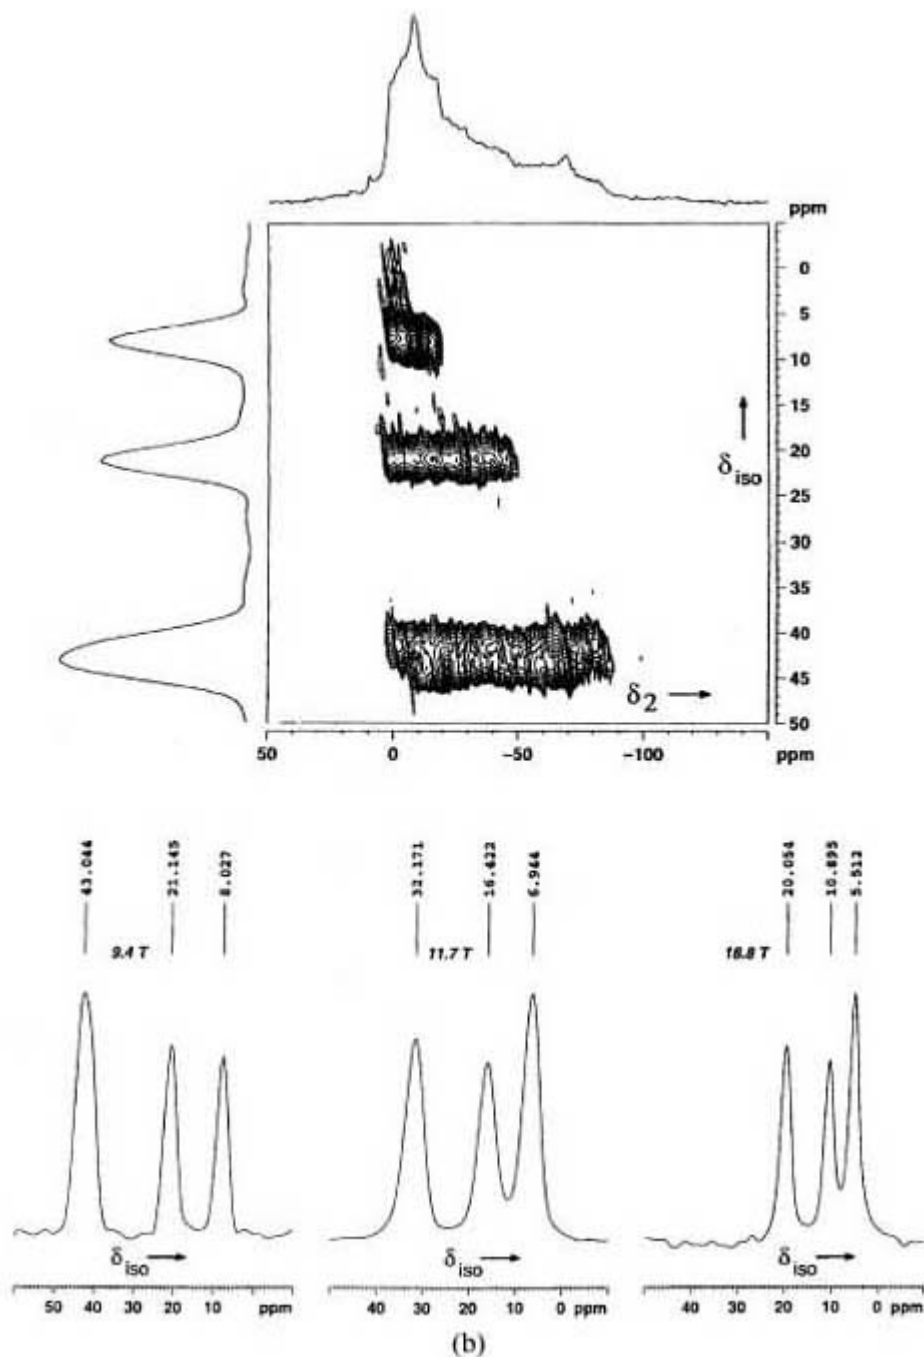 ppm
0
5
10
15
20
25
30
35
40
45
50
δiso
δ2
50 0 -50 -100 ppm
43.044 21.145 8.027 32.171 16.422 6.944 20.054 10.895 5.512
9.4 T 11.7 T 16.8 T
δiso δiso δiso
50 40 30 20 10 ppm 40 30 20 10 0 ppm 40 30 20 10 0 ppm
(b)